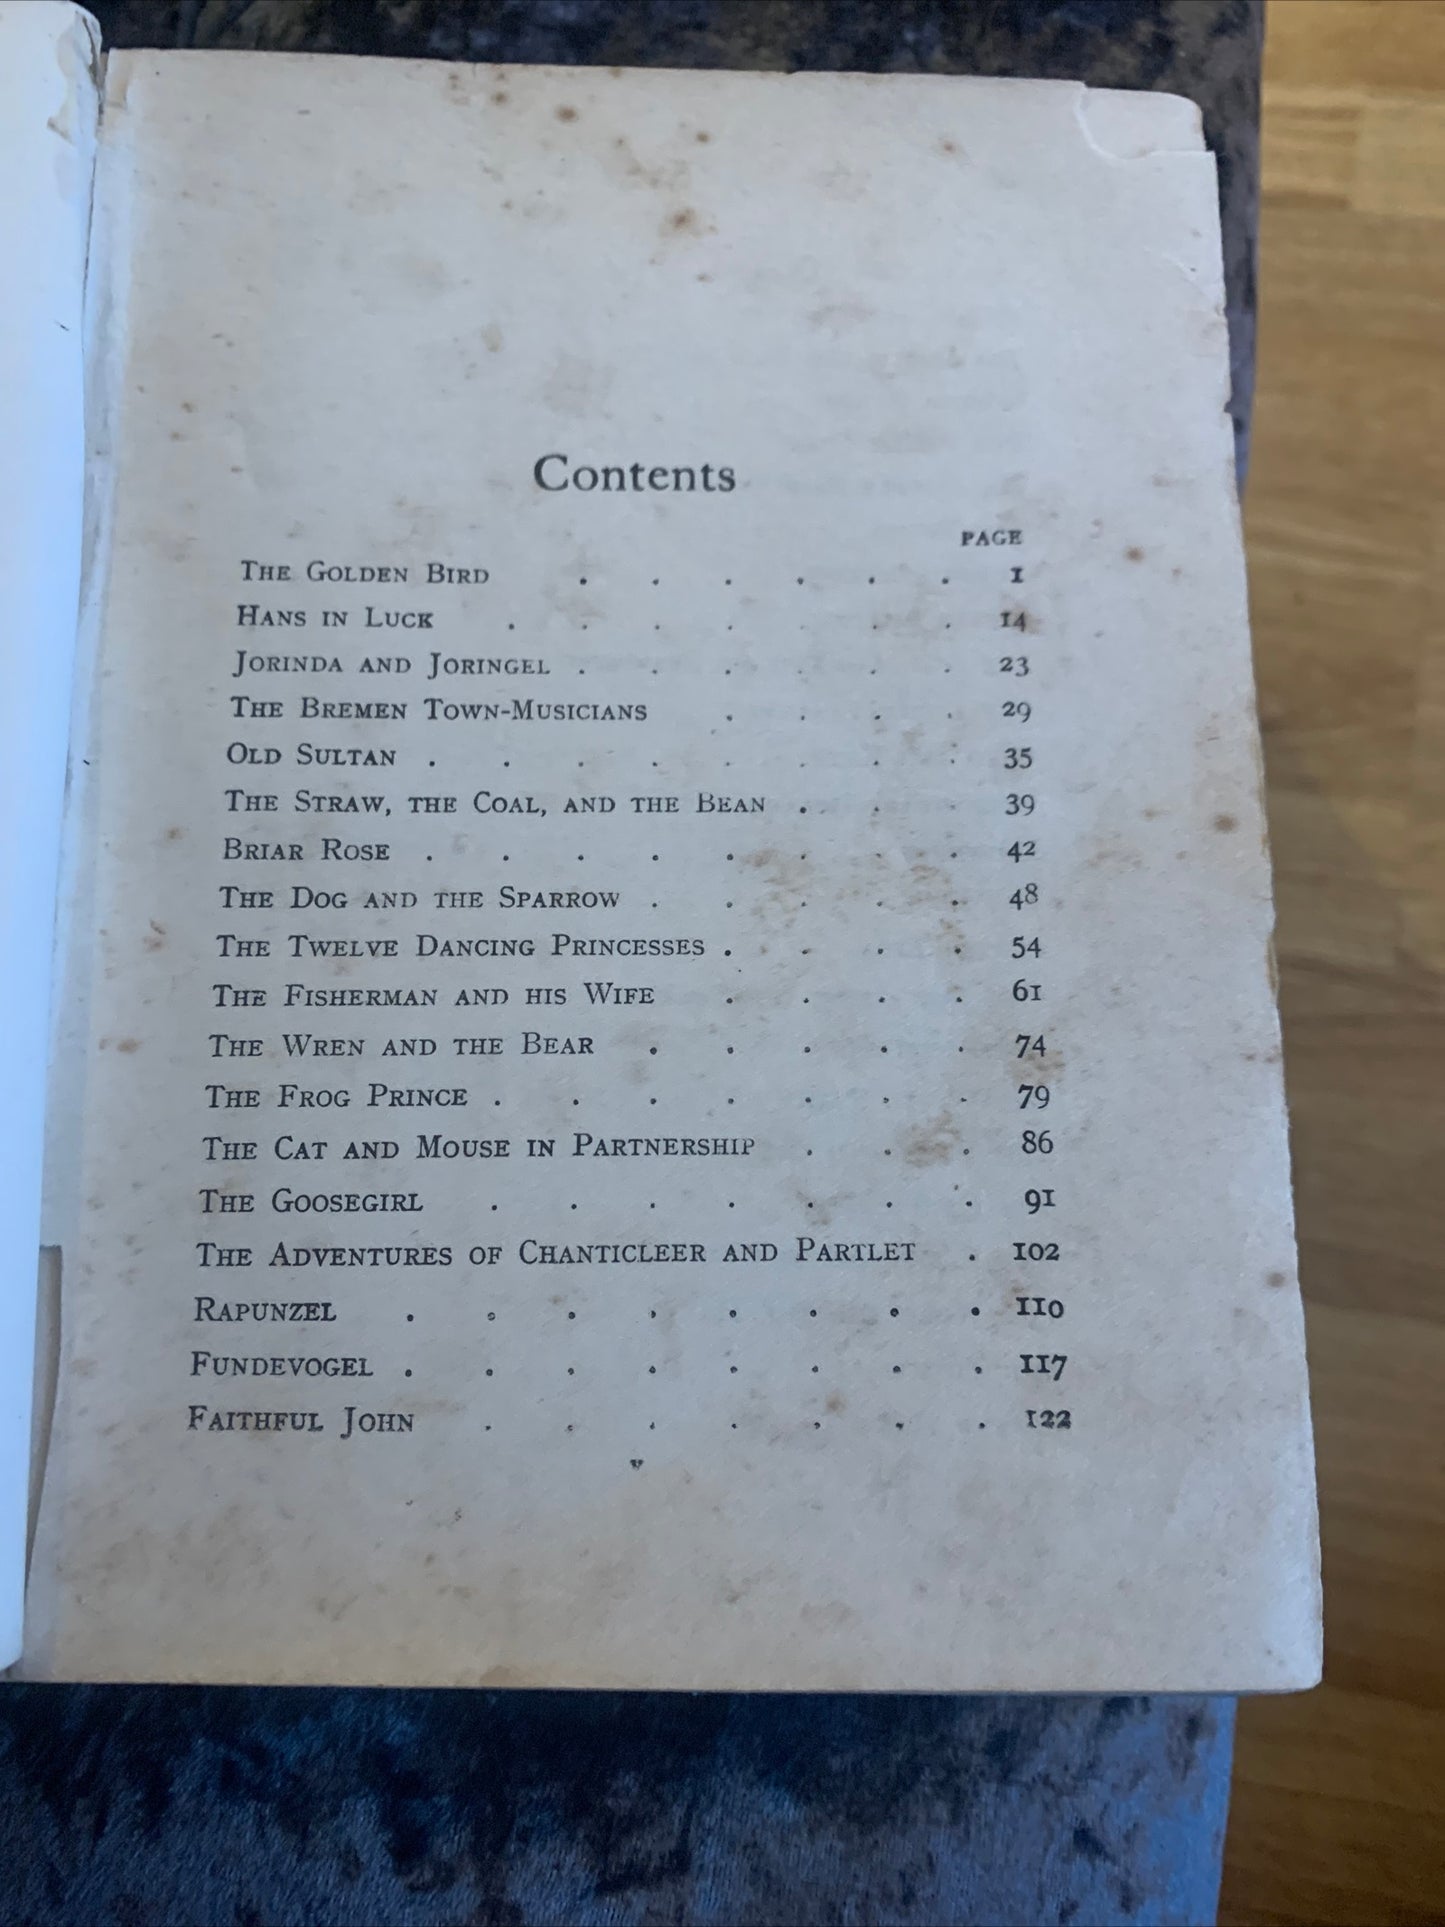 Contents
PAGE
The Golden Bird . . . . . . 1
Hans in Luck . . . . . . . 14
Jorinda and Joringel . . . . . . 23
The Bremen Town-Musicians . . . . 29
Old Sultan . . . . . . . . 35
The Straw, the Coal, and the Bean . . . 39
Briar Rose . . . . . . . . 42
The Dog and the Sparrow . . . . . 48
The Twelve Dancing Princesses . . . . 54
The Fisherman and his Wife . . . . 61
The Wren and the Bear . . . . . 74
The Frog Prince . . . . . . . 79
The Cat and Mouse in Partnership . . . 86
The Goosegirl . . . . . . . 91
The Adventures of Chanticleer and Partlet . 102
Rapunzel . . . . . . . . 110
Fundevogel . . . . . . . . 117
Faithful John . . . . . . . 122
v